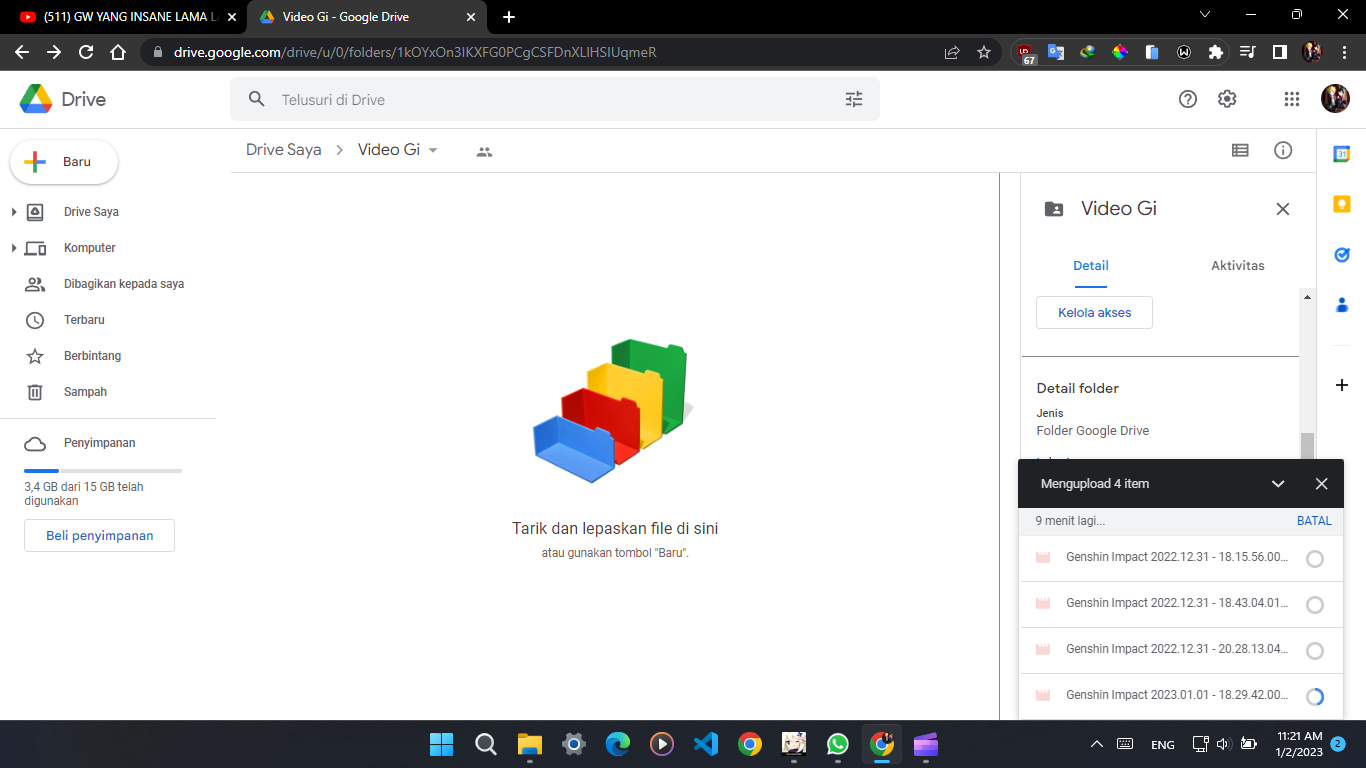 (511) GW YANG INSANE LAMA L
Video Gi - Google Drive
drive.google.com/drive/u/0/folders/1kOYxOn3IKXFG0PCgCSFDnXLlHSIUqmeR
67
Drive
Telusuri di Drive
Baru
Drive Saya
Video Gi
Drive Saya
Komputer
Dibagikan kepada saya
Terbaru
Berbintang
Sampah
Penyimpanan
3,4 GB dari 15 GB telah
digunakan
Beli penyimpanan
Tarik dan lepaskan file di sini
atau gunakan tombol "Baru".
Video Gi
Detail
Aktivitas
Kelola akses
Detail folder
Jenis
Folder Google Drive
Mengupload 4 item
9 menit lagi...
BATAL
Genshin Impact 2022.12.31 - 18.15.56.00...
Genshin Impact 2022.12.31 - 18.43.04.01...
Genshin Impact 2022.12.31 - 20.28.13.04...
Genshin Impact 2023.01.01 - 18.29.42.00...
31
ENG
11:21 AM
1/2/2023
2